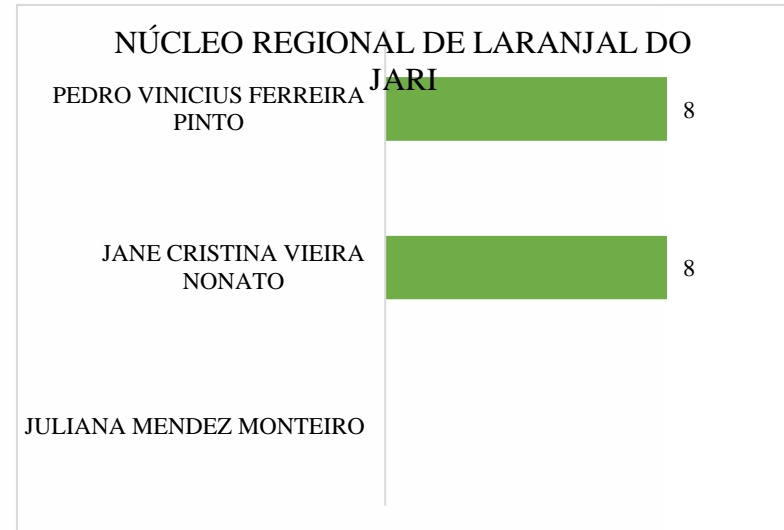 NÚCLEO REGIONAL DE LARANJAL DO
JARI
PEDRO VINICIUS FERREIRA
PINTO
8
JANE CRISTINA VIEIRA
NONATO
8
JULIANA MENDEZ MONTEIRO